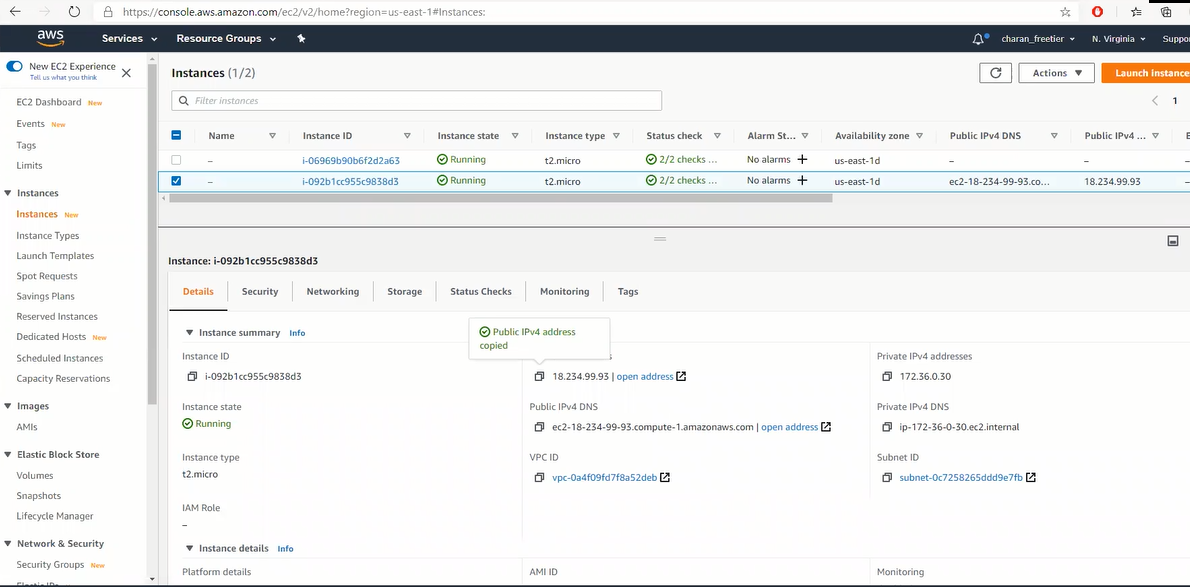 https://console.aws.amazon.com/ec2/v2/home?region=us-east-1#Instances:
aws Services Resource Groups charan_freetier N. Virginia Suppo
New EC2 Experience
Tell us what you think
EC2 Dashboard New
Events New
Tags
Limits
Instances
Instances New
Instance Types
Launch Templates
Spot Requests
Savings Plans
Reserved Instances
Dedicated Hosts New
Scheduled Instances
Capacity Reservations
Images
AMIs
Elastic Block Store
Volumes
Snapshots
Lifecycle Manager
Network & Security
Security Groups New
Elastic IPs
Instances (1/2) Actions Launch instance
Filter instances
1
Name Instance ID Instance state Instance type Status check Alarm St... Availability zone Public IPv4 DNS Public IPv4 ... E
– i-06969b90b6f2d2a63 Running t2.micro 2/2 checks ... No alarms + us-east-1d – – –
– i-092b1cc955c9838d3 Running t2.micro 2/2 checks ... No alarms + us-east-1d ec2-18-234-99-93.co... 18.234.99.93 –
Instance: i-092b1cc955c9838d3
Details Security Networking Storage Status Checks Monitoring Tags
Instance summary Info
Public IPv4 address
copied
Instance ID
i-092b1cc955c9838d3
s
18.234.99.93 | open address
Private IPv4 addresses
172.36.0.30
Instance state
Running
Public IPv4 DNS
ec2-18-234-99-93.compute-1.amazonaws.com | open address
Private IPv4 DNS
ip-172-36-0-30.ec2.internal
Instance type
t2.micro
VPC ID
vpc-0a4f09fd7f8a52deb
Subnet ID
subnet-0c7258265ddd9e7fb
IAM Role
–
Instance details Info
Platform details AMI ID Monitoring